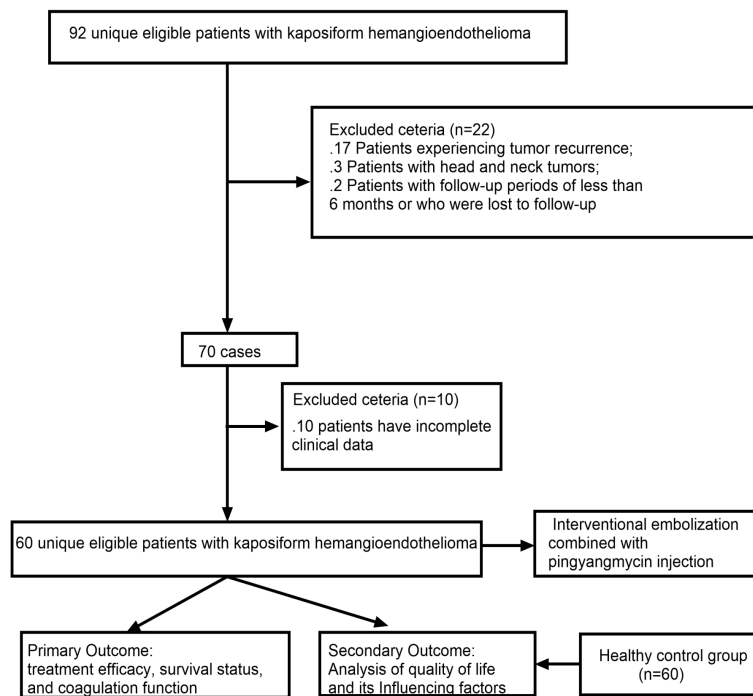 92 unique eligible patients with kaposiform hemangioendothelioma
Excluded ceteria (n=22)
.17 Patients experiencing tumor recurrence;
.3 Patients with head and neck tumors;
.2 Patients with follow-up periods of less than
6 months or who were lost to follow-up
70 cases
Excluded ceteria (n=10)
.10 patients have incomplete
clinical data
60 unique eligible patients with kaposiform hemangioendothelioma
Interventional embolization
combined with
pingyangmycin injection
Primary Outcome:
treatment efficacy, survival status,
and coagulation function
Secondary Outcome:
Analysis of quality of life
and its Influencing factors
Healthy control group
(n=60)